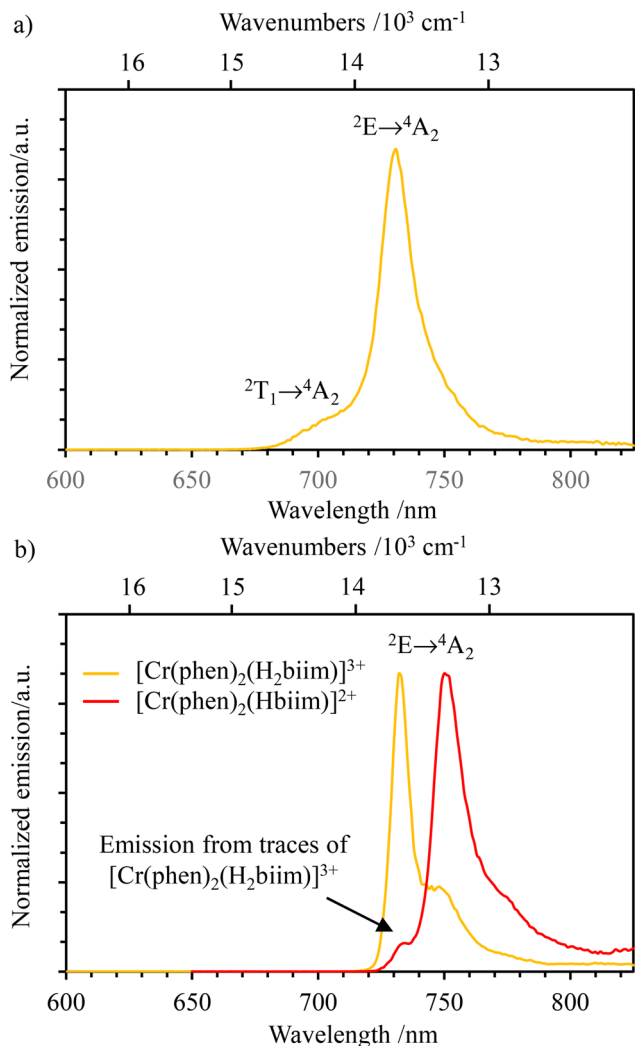 a)
Wavenumbers /10³ cm⁻¹
16 15 14 13
Normalized emission/a.u.
²E→⁴A₂
²T₁→⁴A₂
600 650 700 750 800
Wavelength /nm
b)
Wavenumbers /10³ cm⁻¹
16 15 14 13
Normalized emission/a.u.
²E→⁴A₂
[Cr(phen)₂(H₂biim)]³⁺
[Cr(phen)₂(Hbiim)]²⁺
Emission from traces of
[Cr(phen)₂(H₂biim)]³⁺
600 650 700 750 800
Wavelength /nm